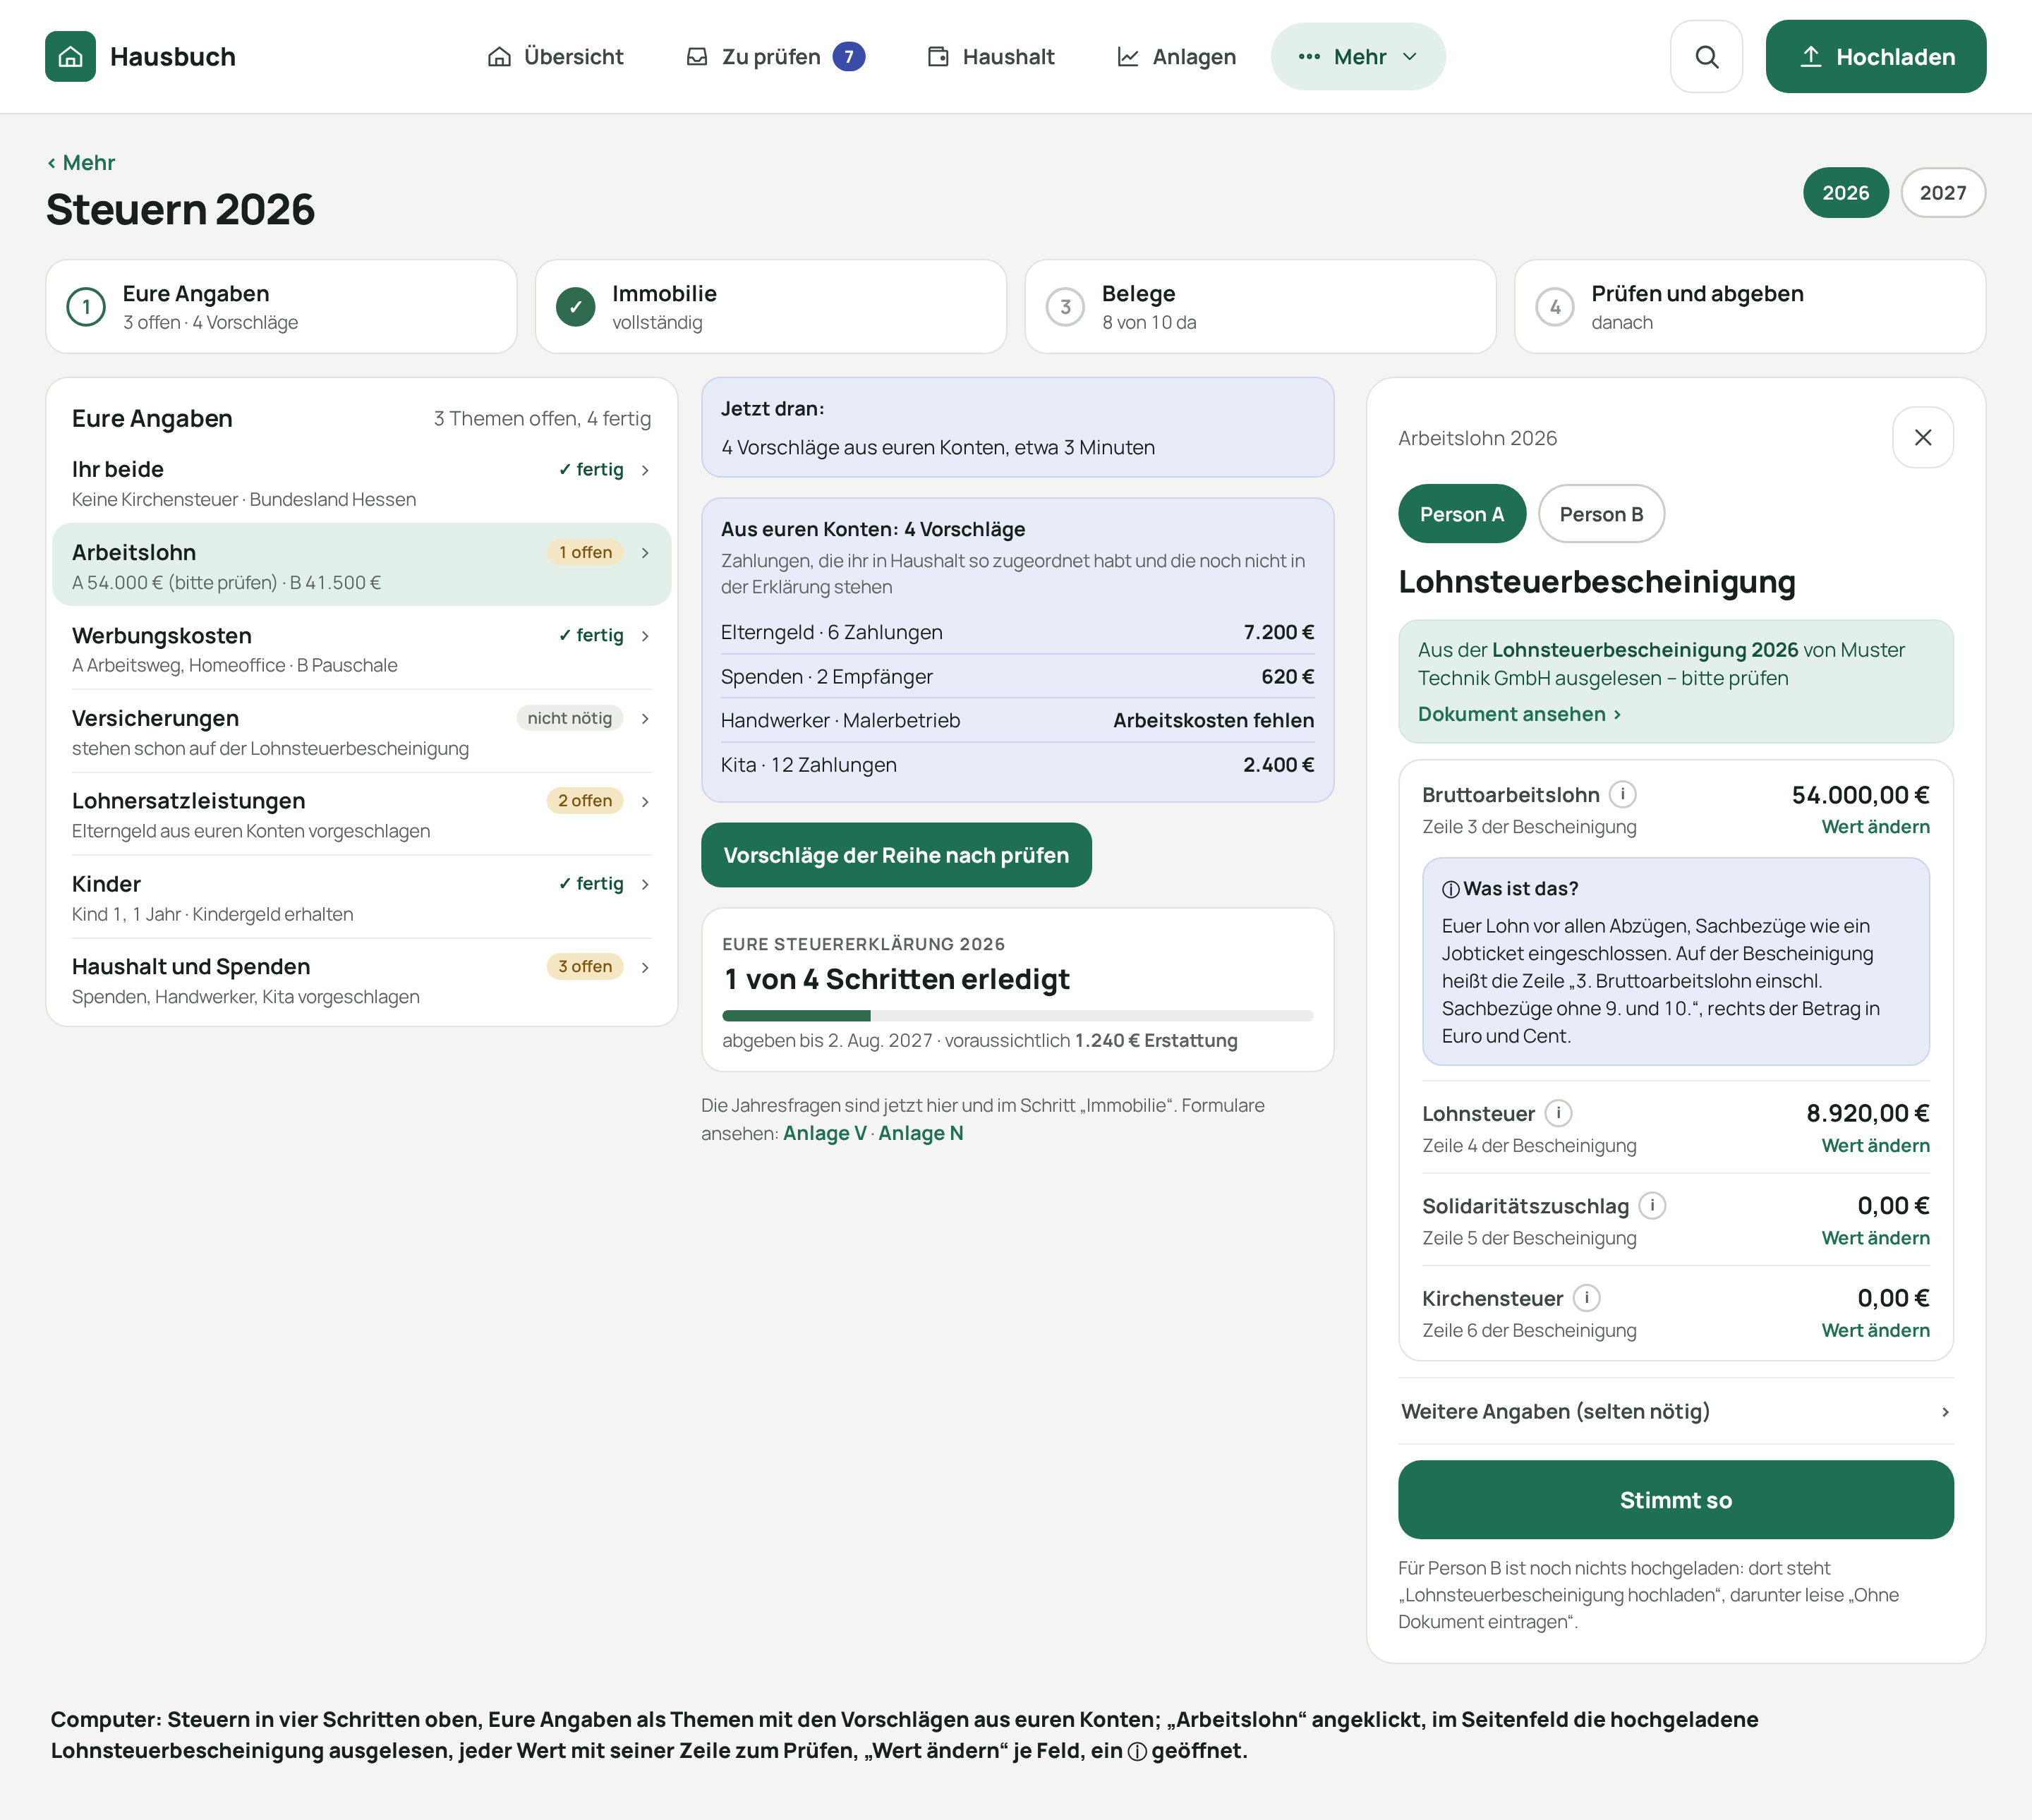 Hausbuch
Übersicht
Zu prüfen 7
Haushalt
Anlagen
Mehr
Hochladen
‹ Mehr
Steuern 2026
2026
2027
1
Eure Angaben
3 offen · 4 Vorschläge
✓
Immobilie
vollständig
3
Belege
8 von 10 da
4
Prüfen und abgeben
danach
Eure Angaben
3 Themen offen, 4 fertig
Ihr beide
✓ fertig ›
Keine Kirchensteuer · Bundesland Hessen
Arbeitslohn
1 offen ›
A 54.000 € (bitte prüfen) · B 41.500 €
Werbungskosten
✓ fertig ›
A Arbeitsweg, Homeoffice · B Pauschale
Versicherungen
nicht nötig ›
stehen schon auf der Lohnsteuerbescheinigung
Lohnersatzleistungen
2 offen ›
Elterngeld aus euren Konten vorgeschlagen
Kinder
✓ fertig ›
Kind 1, 1 Jahr · Kindergeld erhalten
Haushalt und Spenden
3 offen ›
Spenden, Handwerker, Kita vorgeschlagen
Jetzt dran:
4 Vorschläge aus euren Konten, etwa 3 Minuten
Aus euren Konten: 4 Vorschläge
Zahlungen, die ihr in Haushalt so zugeordnet habt und die noch nicht in
der Erklärung stehen
Elterngeld · 6 Zahlungen 7.200 €
Spenden · 2 Empfänger 620 €
Handwerker · Malerbetrieb Arbeitskosten fehlen
Kita · 12 Zahlungen 2.400 €
Vorschläge der Reihe nach prüfen
EURE STEUERERKLÄRUNG 2026
1 von 4 Schritten erledigt
abgeben bis 2. Aug. 2027 · voraussichtlich 1.240 € Erstattung
Die Jahresfragen sind jetzt hier und im Schritt „Immobilie“. Formulare
ansehen: Anlage V · Anlage N
Arbeitslohn 2026
Person A
Person B
Lohnsteuerbescheinigung
Aus der Lohnsteuerbescheinigung 2026 von Muster
Technik GmbH ausgelesen – bitte prüfen
Dokument ansehen ›
Bruttoarbeitslohn i 54.000,00 €
Zeile 3 der Bescheinigung Wert ändern
ⓘ Was ist das?
Euer Lohn vor allen Abzügen, Sachbezüge wie ein
Jobticket eingeschlossen. Auf der Bescheinigung
heißt die Zeile „3. Bruttoarbeitslohn einschl.
Sachbezüge ohne 9. und 10.“, rechts der Betrag in
Euro und Cent.
Lohnsteuer i 8.920,00 €
Zeile 4 der Bescheinigung Wert ändern
Solidaritätszuschlag i 0,00 €
Zeile 5 der Bescheinigung Wert ändern
Kirchensteuer i 0,00 €
Zeile 6 der Bescheinigung Wert ändern
Weitere Angaben (selten nötig) ›
Stimmt so
Für Person B ist noch nichts hochgeladen: dort steht
„Lohnsteuerbescheinigung hochladen“, darunter leise „Ohne
Dokument eintragen“.
Computer: Steuern in vier Schritten oben, Eure Angaben als Themen mit den Vorschlägen aus euren Konten; „Arbeitslohn“ angeklickt, im Seitenfeld die hochgeladene
Lohnsteuerbescheinigung ausgelesen, jeder Wert mit seiner Zeile zum Prüfen, „Wert ändern“ je Feld, ein ⓘ geöffnet.